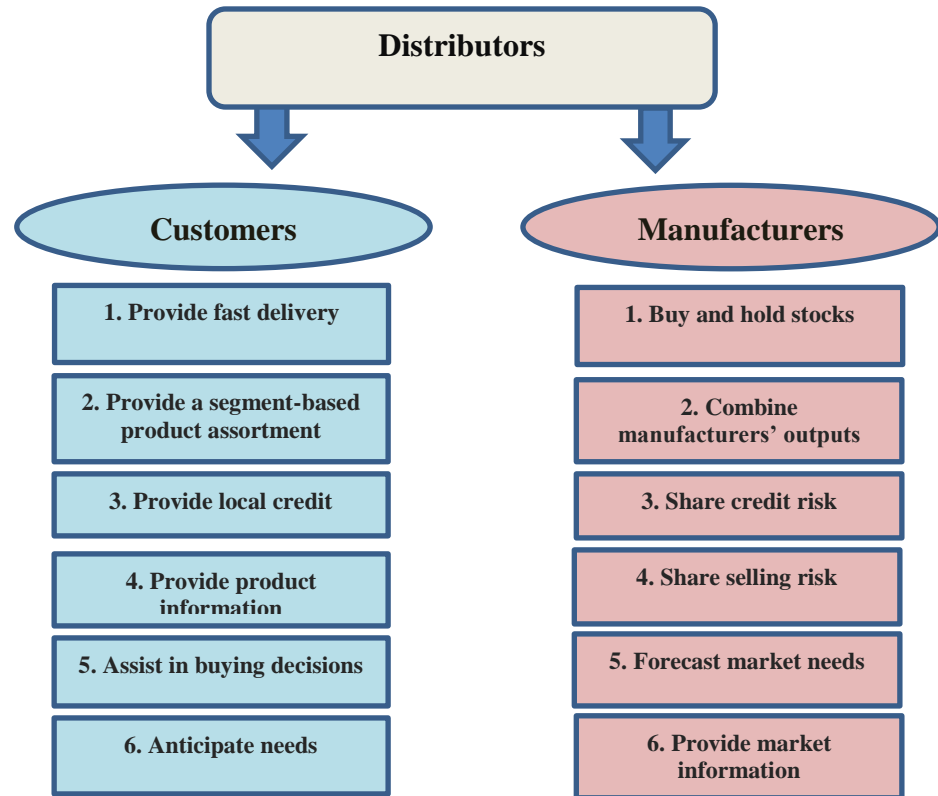 Distributors
Customers
1. Provide fast delivery
2. Provide a segment-based
product assortment
3. Provide local credit
4. Provide product
information
5. Assist in buying decisions
6. Anticipate needs
Manufacturers
1. Buy and hold stocks
2. Combine
manufacturers’ outputs
3. Share credit risk
4. Share selling risk
5. Forecast market needs
6. Provide market
information